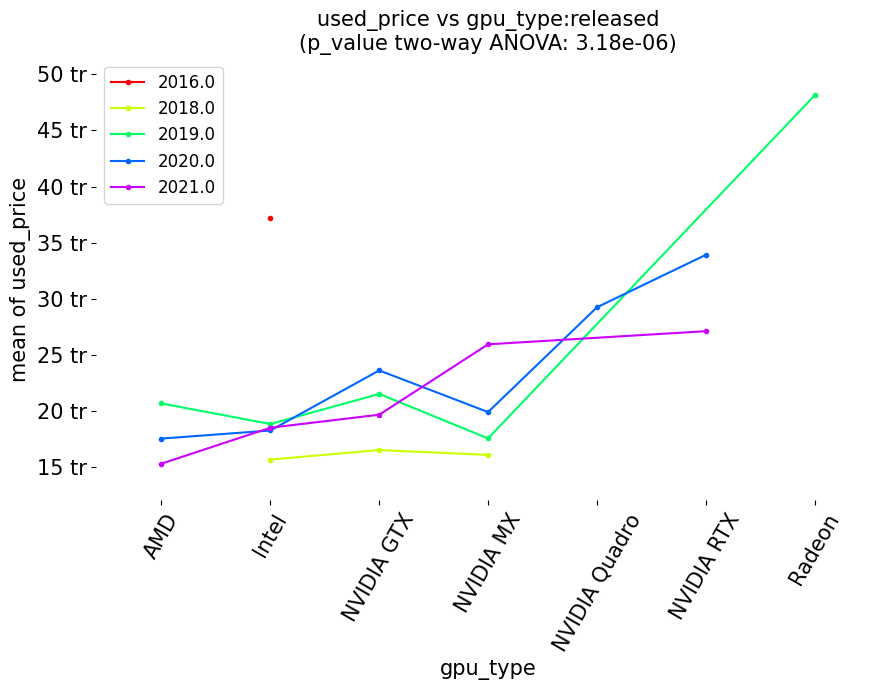 used_price vs gpu_type:released
(p_value two-way ANOVA: 3.18e-06)
2016.0
2018.0
2019.0
2020.0
2021.0
50 tr
45 tr
40 tr
35 tr
30 tr
25 tr
20 tr
15 tr
mean of used_price
AMD
Intel
NVIDIA GTX
NVIDIA MX
NVIDIA Quadro
NVIDIA RTX
Radeon
gpu_type